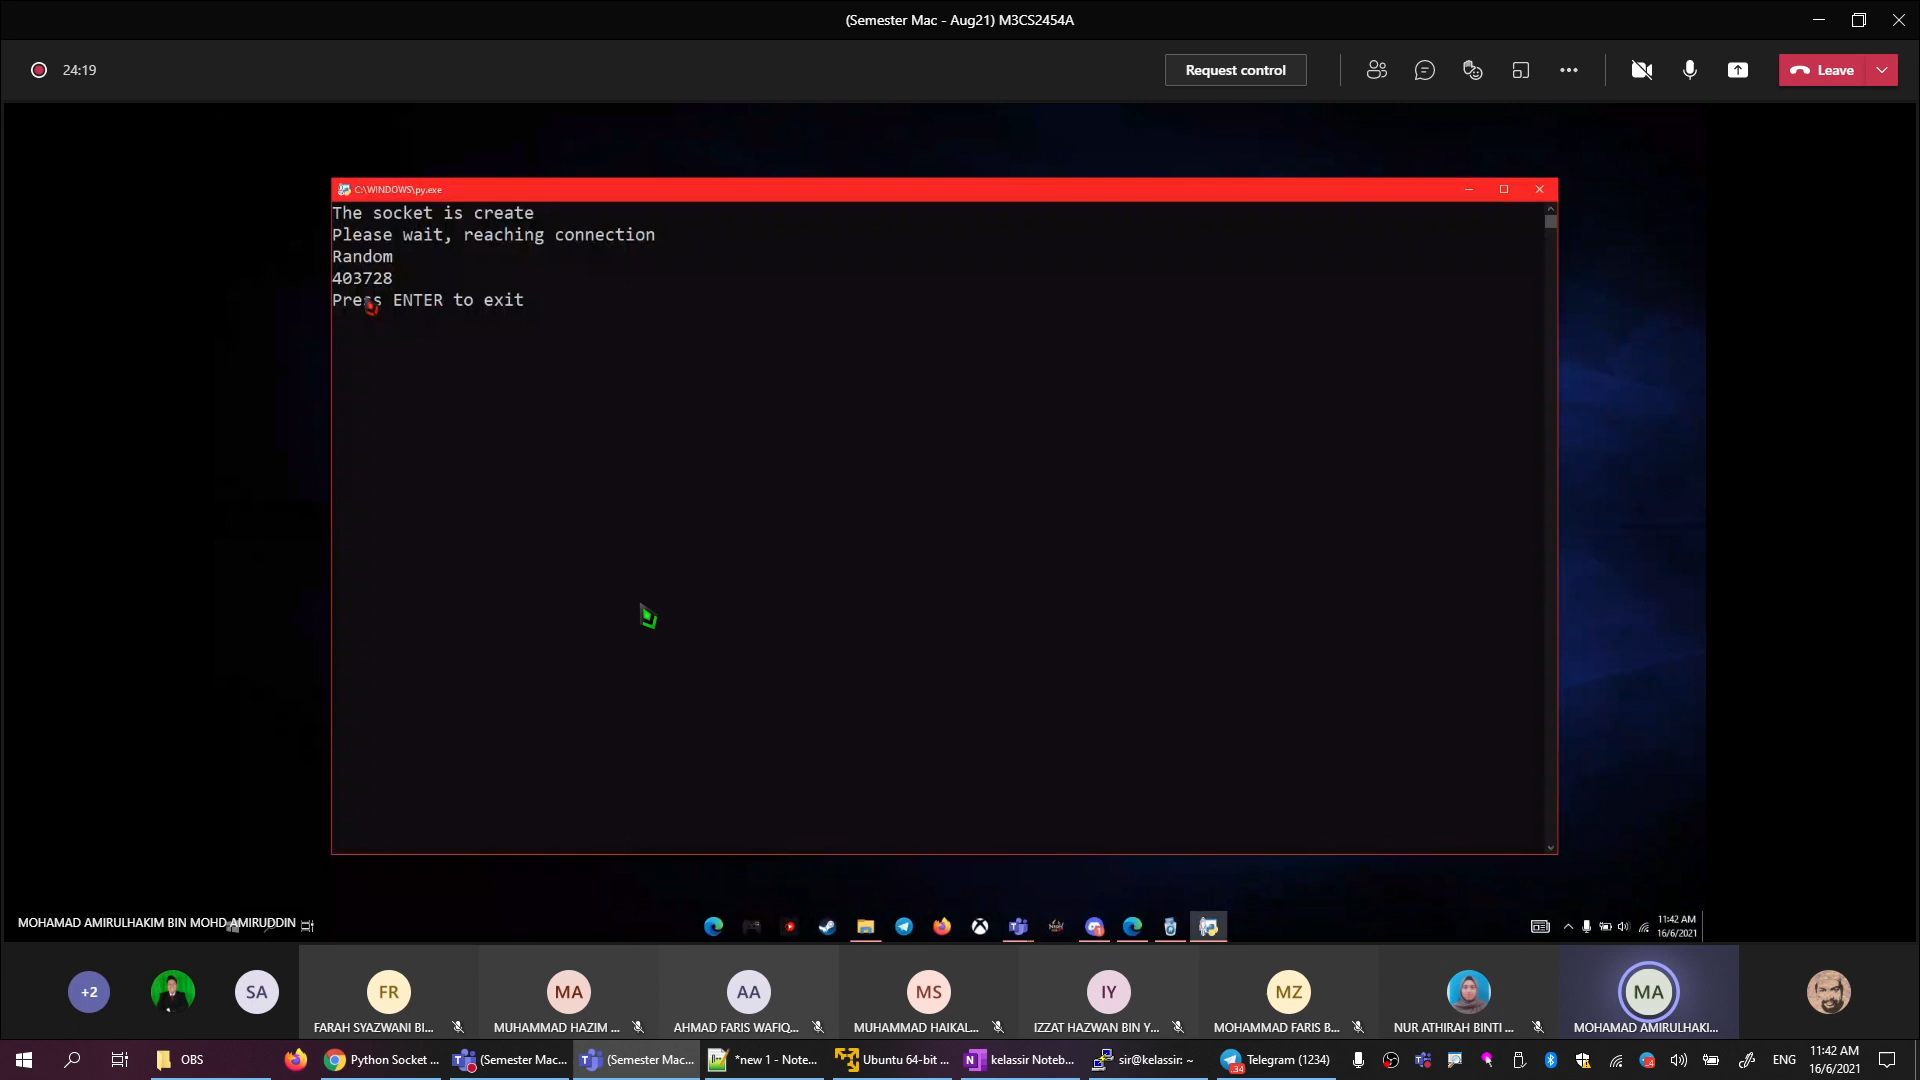 (Semester Mac - Aug21) M3CS2454A
24:19
Request control
Leave
C:\WINDOWS\py.exe
The socket is create
Please wait, reaching connection
Random
403728
Press ENTER to exit
MOHAMAD AMIRULHAKIM BIN MOHD AMIRUDDIN
11:42 AM
16/6/2021
+2
SA
FR
MA
AA
MS
IY
MZ
MA
FARAH SYAZWANI BI...
MUHAMMAD HAZIM ...
AHMAD FARIS WAFIQ...
MUHAMMAD HAIKAL...
IZZAT HAZWAN BIN Y...
MOHAMMAD FARIS B...
NUR ATHIRAH BINTI ...
MOHAMAD AMIRULHAKI...
OBS
Python Socket ...
(Semester Mac...
(Semester Mac...
*new 1 - Note...
Ubuntu 64-bit ...
kelassir Noteb...
sir@kelassir: ~
Telegram (1234)
ENG
11:42 AM
16/6/2021